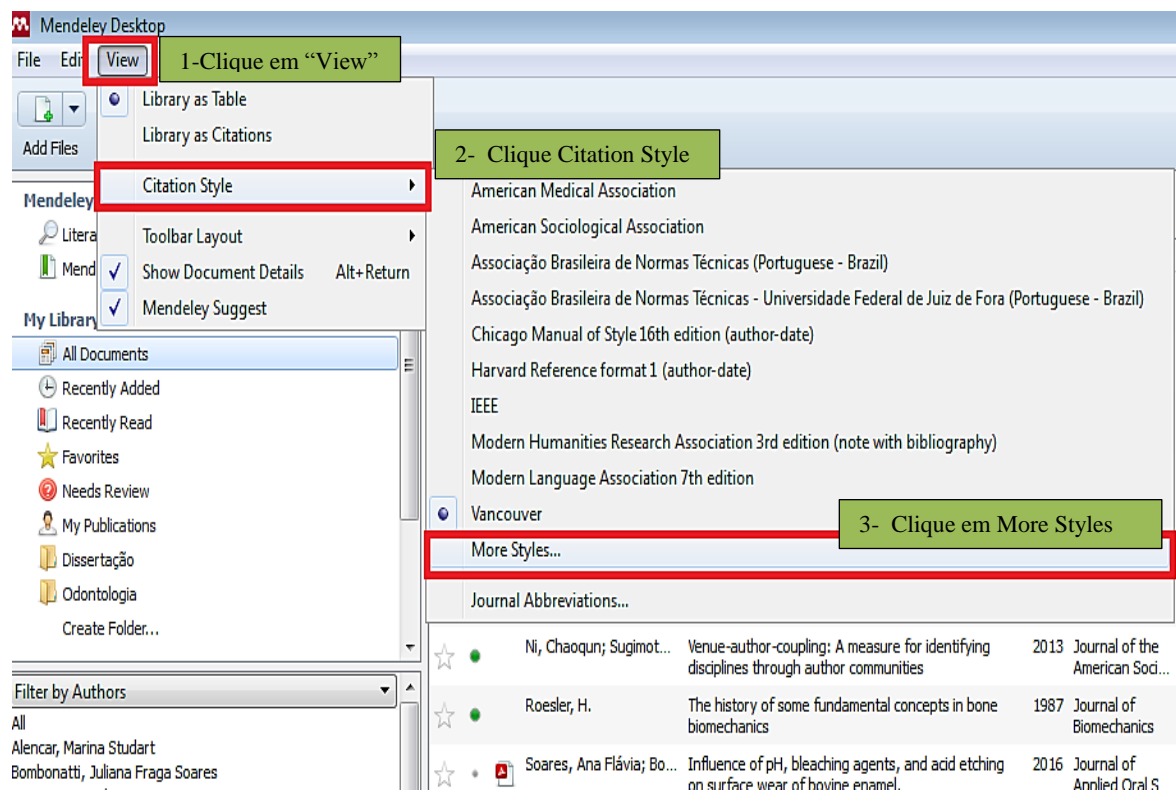 Mendeley Desktop
File Edit View
1-Clique em “View”
Library as Table
Library as Citations
Add Files
2- Clique Citation Style
Citation Style
Toolbar Layout
Show Document Details Alt+Return
Mendeley Suggest
American Medical Association
American Sociological Association
Associação Brasileira de Normas Técnicas (Portuguese - Brazil)
Associação Brasileira de Normas Técnicas - Universidade Federal de Juiz de Fora (Portuguese - Brazil)
Chicago Manual of Style 16th edition (author-date)
Harvard Reference format 1 (author-date)
IEEE
Modern Humanities Research Association 3rd edition (note with bibliography)
Modern Language Association 7th edition
Vancouver
3- Clique em More Styles
More Styles...
Journal Abbreviations...
Mendeley
Litera
Mend
My Library
All Documents
Recently Added
Recently Read
Favorites
Needs Review
My Publications
Dissertação
Odontologia
Create Folder...
Filter by Authors
All
Alencar, Marina Studart
Bombonatti, Juliana Fraga Soares
Ni, Chaoqun; Sugimot... Venue-author-coupling: A measure for identifying 2013 Journal of the
disciplines through author communities American Soci...
Roesler, H. The history of some fundamental concepts in bone 1987 Journal of
biomechanics Biomechanics
Soares, Ana Flávia; Bo... Influence of pH, bleaching agents, and acid etching 2016 Journal of
on surface wear of bovine enamel. Applied Oral S